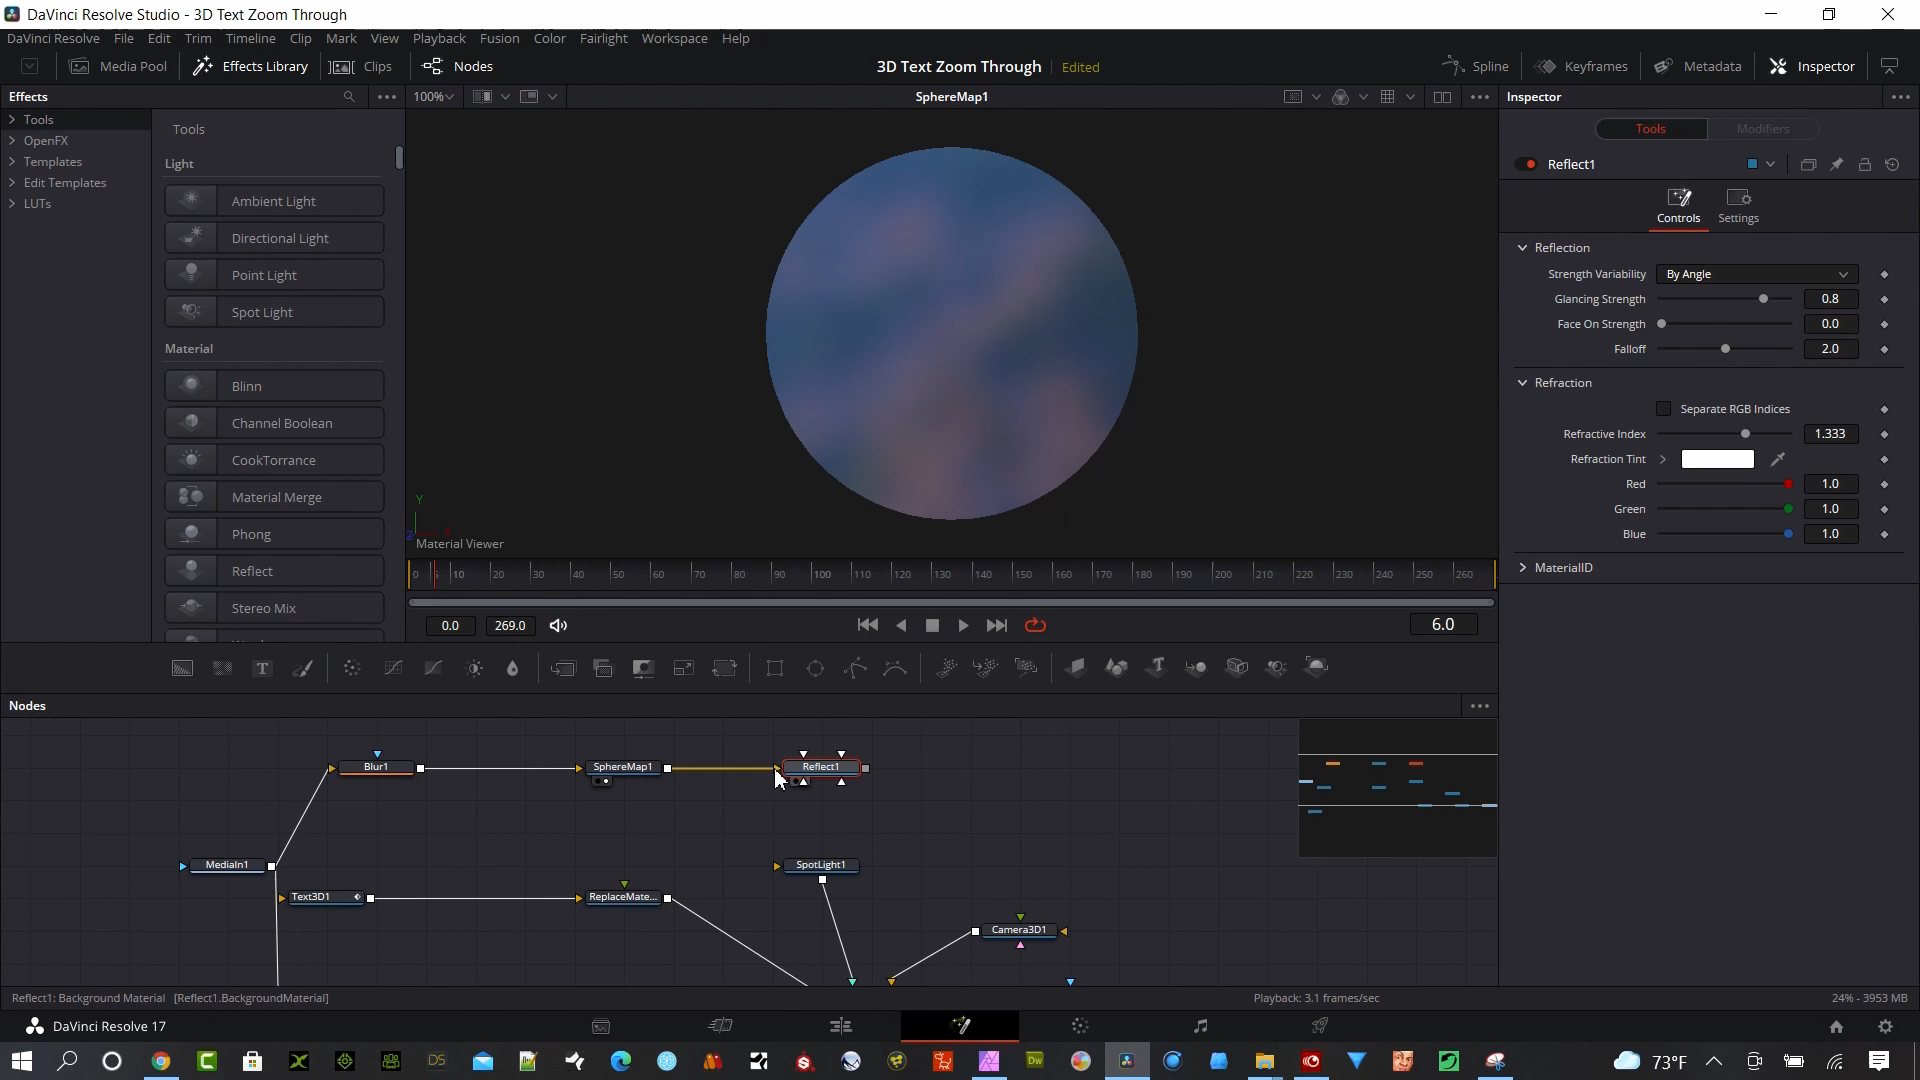 DaVinci Resolve Studio - 3D Text Zoom Through
DaVinci Resolve File Edit Trim Timeline Clip Mark View Playback Fusion Color Fairlight Workspace Help
Media Pool Effects Library Clips Nodes 3D Text Zoom Through Edited Spline Keyframes Metadata Inspector
Effects 100% SphereMap1 Inspector
Tools
OpenFX
Templates
Edit Templates
LUTs
Tools
Light
Ambient Light
Directional Light
Point Light
Spot Light
Material
Blinn
Channel Boolean
CookTorrance
Material Merge
Phong
Reflect
Stereo Mix
Y
Z
Material Viewer
0 5 10 20 30 40 50 60 70 80 90 100 110 120 130 140 150 160 170 180 190 200 210 220 230 240 250 260
0.0 269.0 6.0
Tools Modifiers
Reflect1
Controls Settings
Reflection
Strength Variability By Angle
Glancing Strength 0.8
Face On Strength 0.0
Falloff 2.0
Refraction
Separate RGB Indices
Refractive Index 1.333
Refraction Tint
Red 1.0
Green 1.0
Blue 1.0
MaterialID
Nodes
Blur1 SphereMap1 Reflect1
MediaIn1 SpotLight1
Text3D1 ReplaceMate...
Camera3D1
Reflect1: Background Material [Reflect1.BackgroundMaterial] Playback: 3.1 frames/sec 24% - 3953 MB
DaVinci Resolve 17
DS Dw 73°F